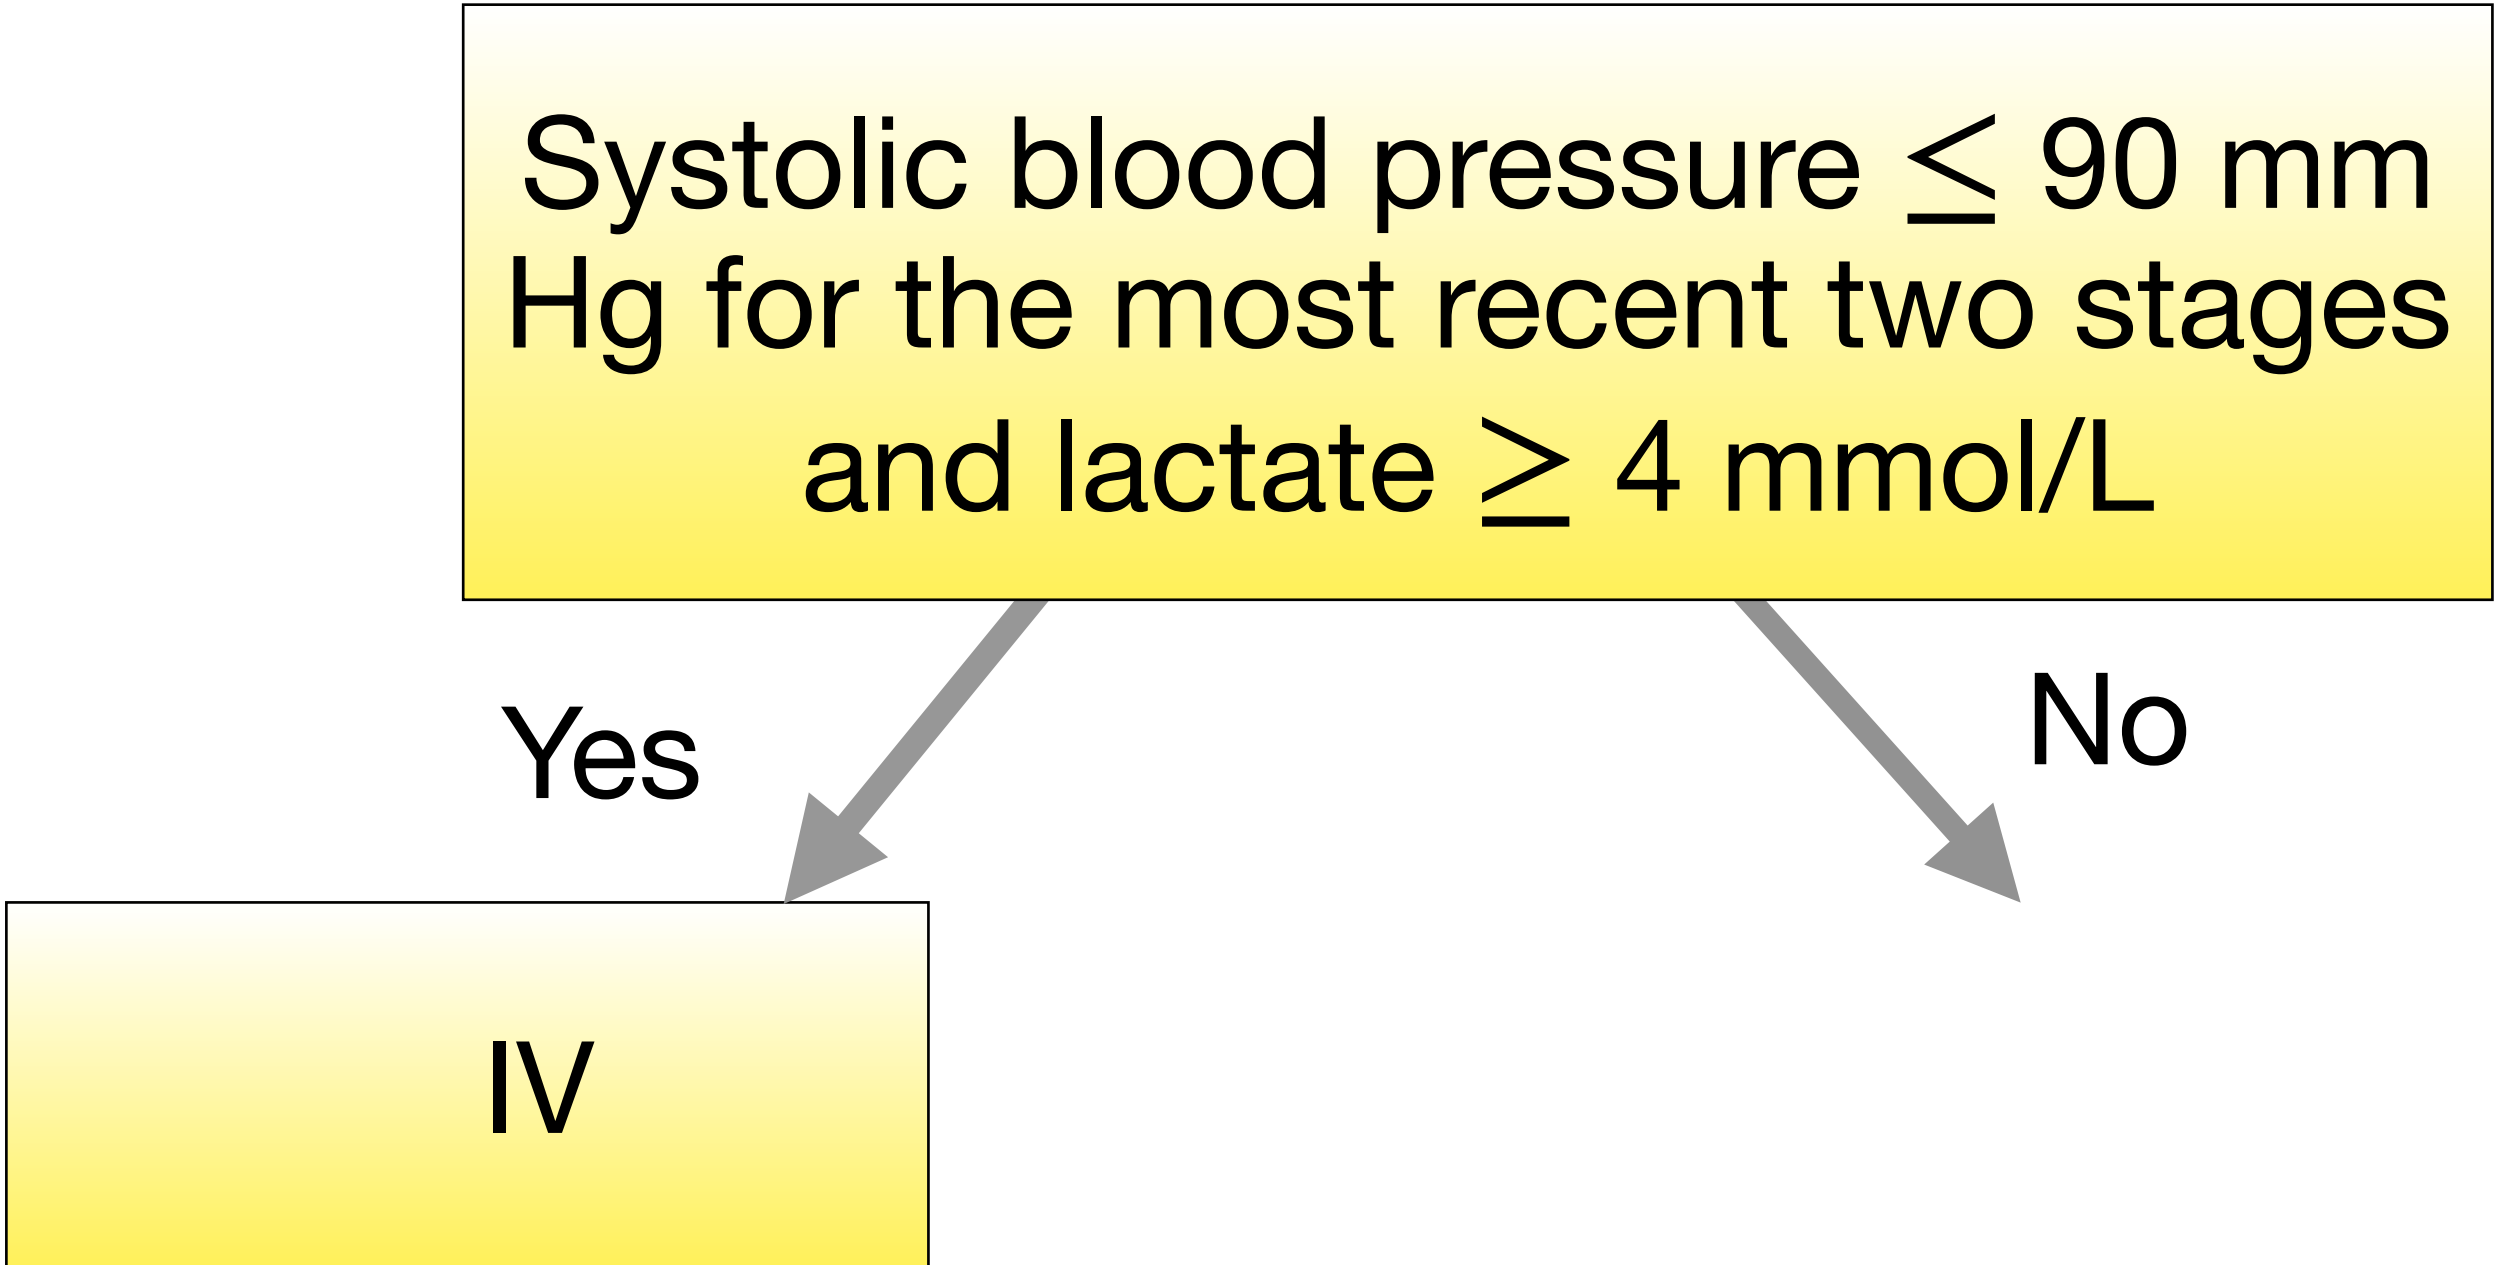 Systolic blood pressure ≤ 90 mm
Hg for the most recent two stages
and lactate ≥ 4 mmol/L
Yes
No
IV